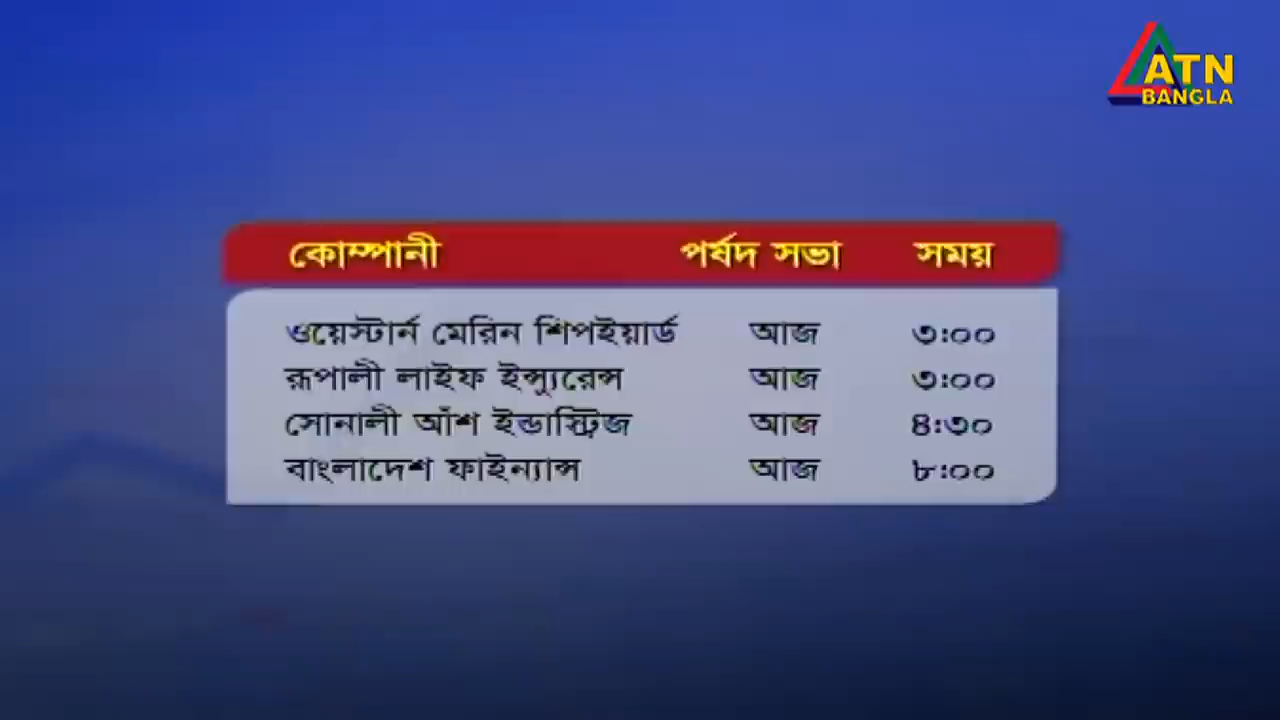 ATN
BANGLA
কোম্পানী পর্ষদ সভা সময়
ওয়েস্টার্ন মেরিন শিপইয়ার্ড আজ ৩:০০
রূপালী লাইফ ইন্স্যুরেন্স আজ ৩:০০
সোনালী আঁশ ইন্ডাস্ট্রিজ আজ ৪:৩০
বাংলাদেশ ফাইন্যান্স আজ ৮:০০